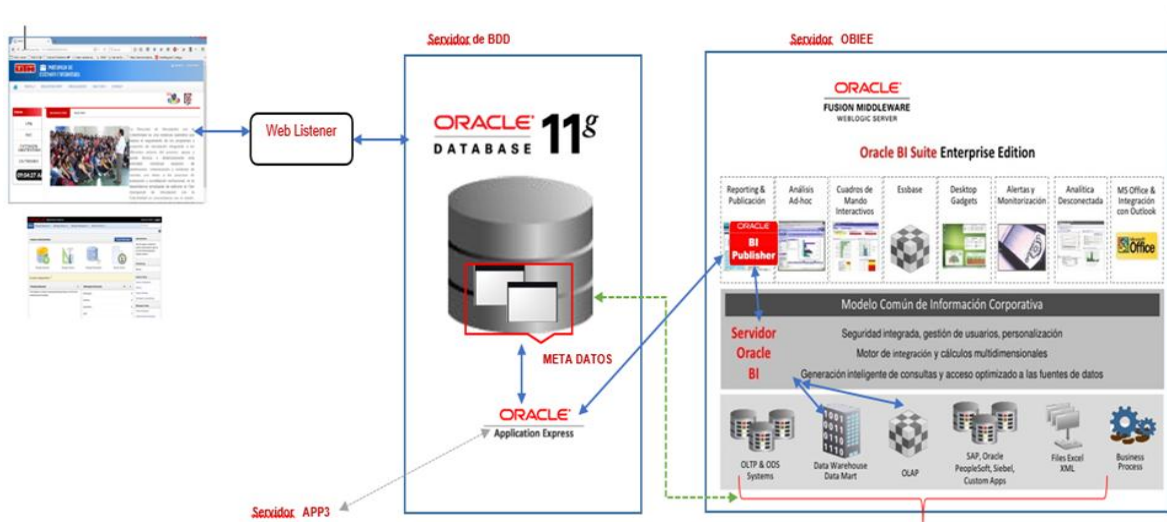 Servidor de BDD
Servidor OBIEE
ORACLE
FUSION MIDDLEWARE
WEBLOGIC SERVER
Oracle BI Suite Enterprise Edition
Web Listener
ORACLE 11g
DATABASE
Reporting &
Publicación
Análisis
Ad-hoc
Cuadros de
Mando
Interactivos
Essbase
Desktop
Gadgets
Alertas y
Monitorización
Analítica
Desconectada
MS Office &
Integración
con Outlook
ORACLE
BI
Publisher
Microsoft
Office
META DATOS
Modelo Común de Información Corporativa
Servidor
Oracle
BI
Seguridad integrada, gestión de usuarios, personalización
Motor de integración y cálculos multidimensionales
Generación inteligente de consultas y acceso optimizado a las fuentes de datos
ORACLE
Application Express
1001
0011
0110
1110
OLTP & ODS
Systems
Data Warehouse
Data Mart
OLAP
SAP, Oracle
PeopleSoft, Siebel,
Custom Apps
Files Excel
XML
Business
Process
Servidor APP3